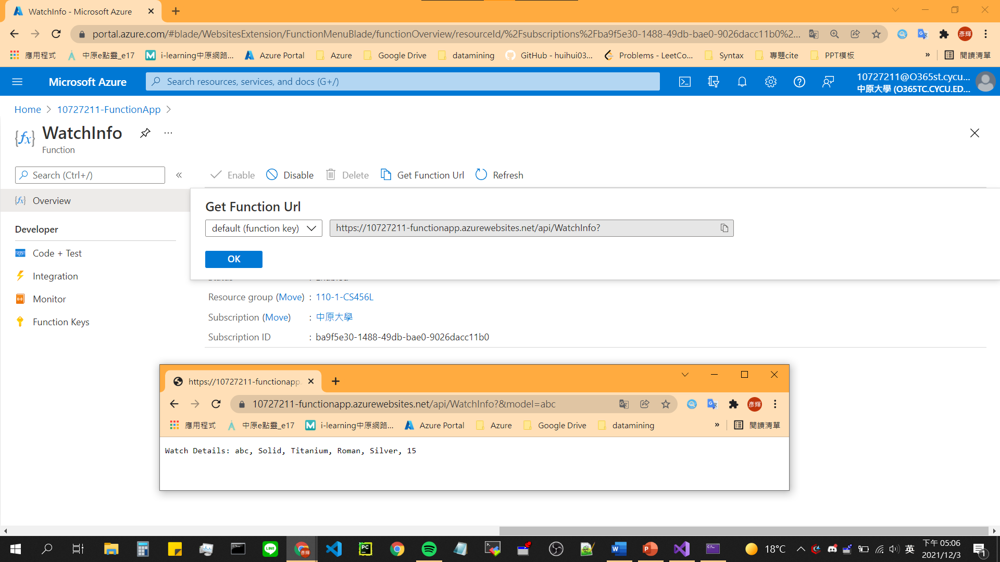 WatchInfo - Microsoft Azure
portal.azure.com/#blade/WebsitesExtension/FunctionMenuBlade/functionOverview/resourceId/%2Fsubscriptions%2Fba9f5e30-1488-49db-bae0-9026dacc11b0%2... 彥輝
應用程式 中原e點靈_e17 i-learning中原網路... Azure Portal Azure Google Drive datamining GitHub - huihui03... Problems - LeetCo... Syntax 專題cite PPT模板 » 閱讀清單
Microsoft Azure Search resources, services, and docs (G+/) 10727211@O365st.cycu...
中原大學 (O365TC.CYCU.ED...
Home > 10727211-FunctionApp >
WatchInfo ...
Function
Search (Ctrl+/) « Enable Disable Delete Get Function Url Refresh
Overview
Get Function Url
default (function key) https://10727211-functionapp.azurewebsites.net/api/WatchInfo?
OK
Developer
Code + Test
Integration
Monitor
Function Keys
Status : Enabled
Resource group (Move) : 110-1-CS456L
Subscription (Move) : 中原大學
Subscription ID : ba9f5e30-1488-49db-bae0-9026dacc11b0
https://10727211-functionapp.
10727211-functionapp.azurewebsites.net/api/WatchInfo?&model=abc 彥輝
應用程式 中原e點靈_e17 i-learning中原網路... Azure Portal Azure Google Drive datamining » 閱讀清單
Watch Details: abc, Solid, Titanium, Roman, Silver, 15
18°C 英 下午 05:06
2021/12/3 1